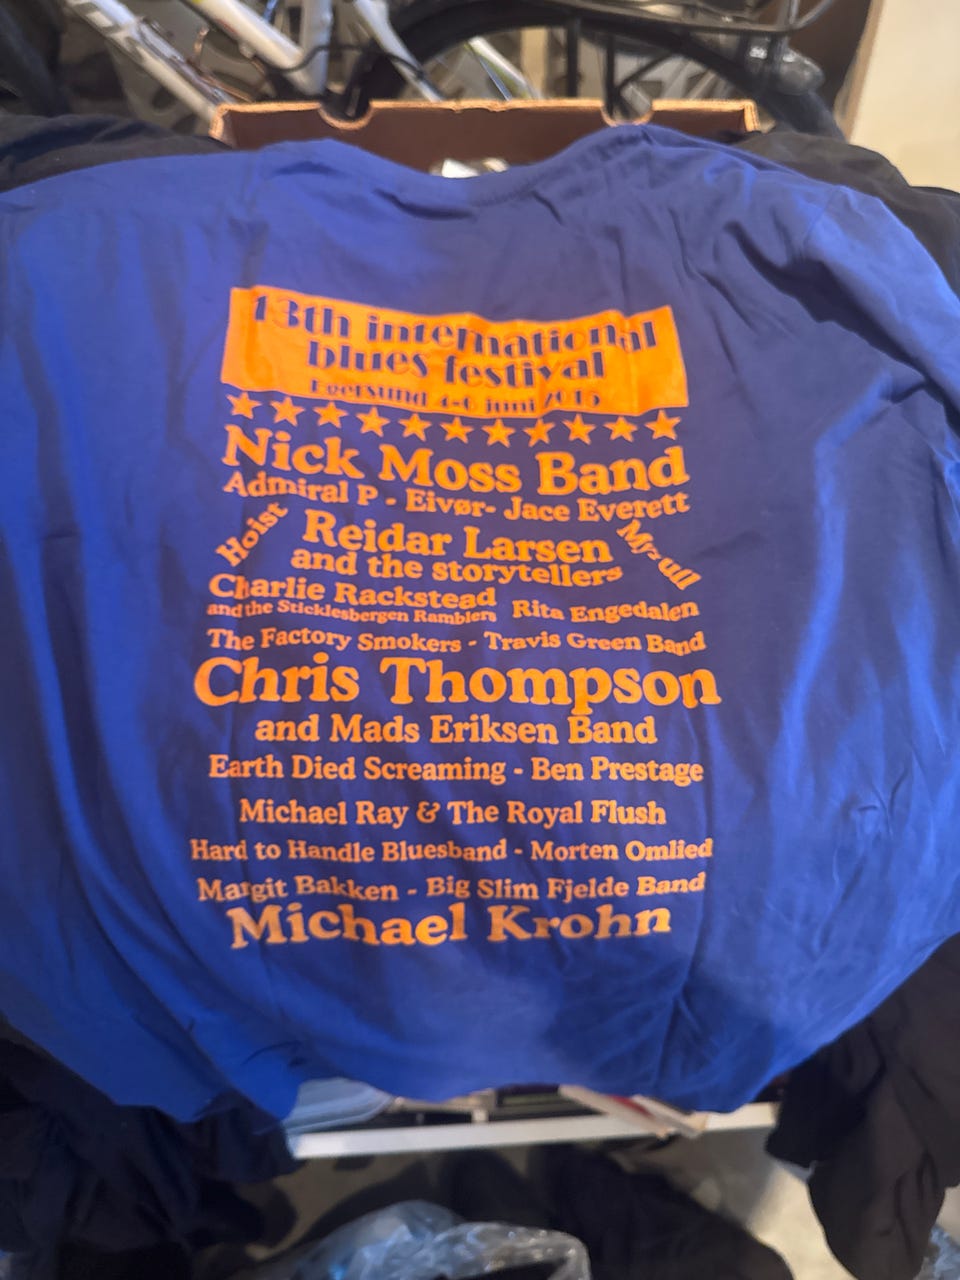 13th international
blues festival
Egersund 4-6 juni 2015
Nick Moss Band
Admiral P - Eivør- Jace Everett
Hoist
Reidar Larsen
My-ull
and the storytellers
Charlie Rackstead
and the Sticklesbergen Ramblers
Rita Engedalen
The Factory Smokers - Travis Green Band
Chris Thompson
and Mads Eriksen Band
Earth Died Screaming - Ben Prestage
Michael Ray & The Royal Flush
Hard to Handle Bluesband - Morten Omlied
Margit Bakken - Big Slim Fjelde Band
Michael Krohn